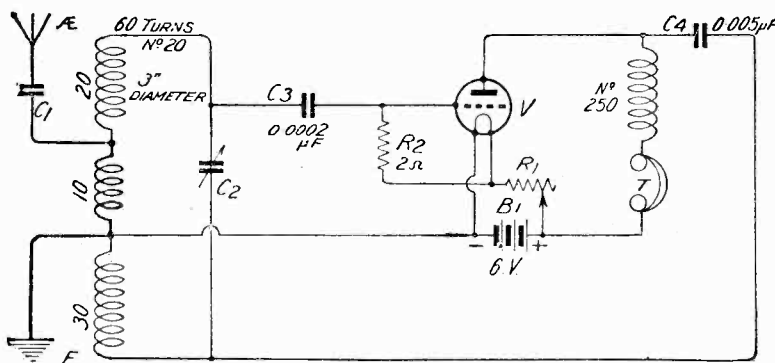 Æ
60 TURNS
Nº 20
20
3"
DIAMETER
C1
10
30
E
C2
C3
0.0002
µF
R2
2Ω
V
R1
B1
- +
6 V.
Nº
250
T
C4 0.005µF